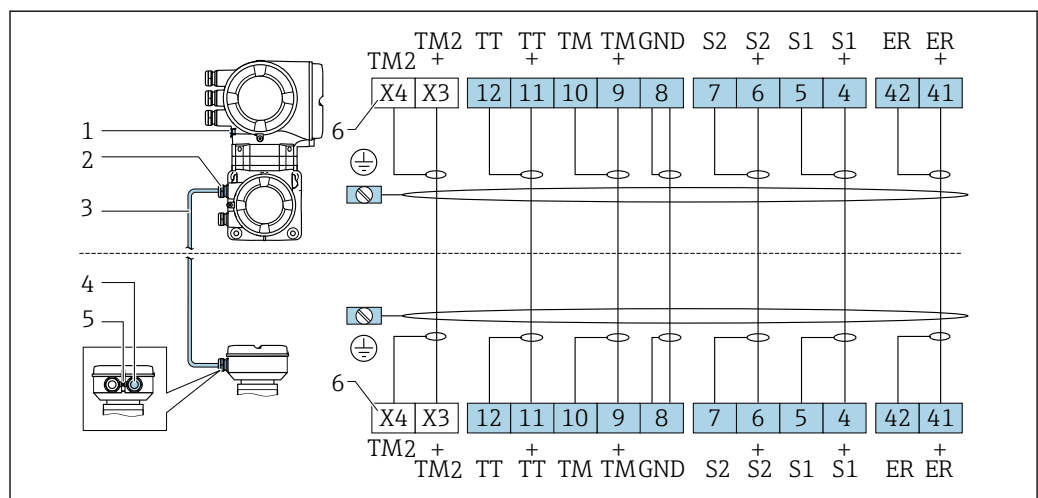 TM2 TT TT TM TM GND S2 S2 S1 S1 ER ER
TM2 + + + + + +
X4 X3 12 11 10 9 8 7 6 5 4 42 41
6
1
2
3
4
5
6
X4 X3 12 11 10 9 8 7 6 5 4 42 41
TM2 + + + + + +
TM2 TT TT TM TM GND S2 S2 S1 S1 ER ER